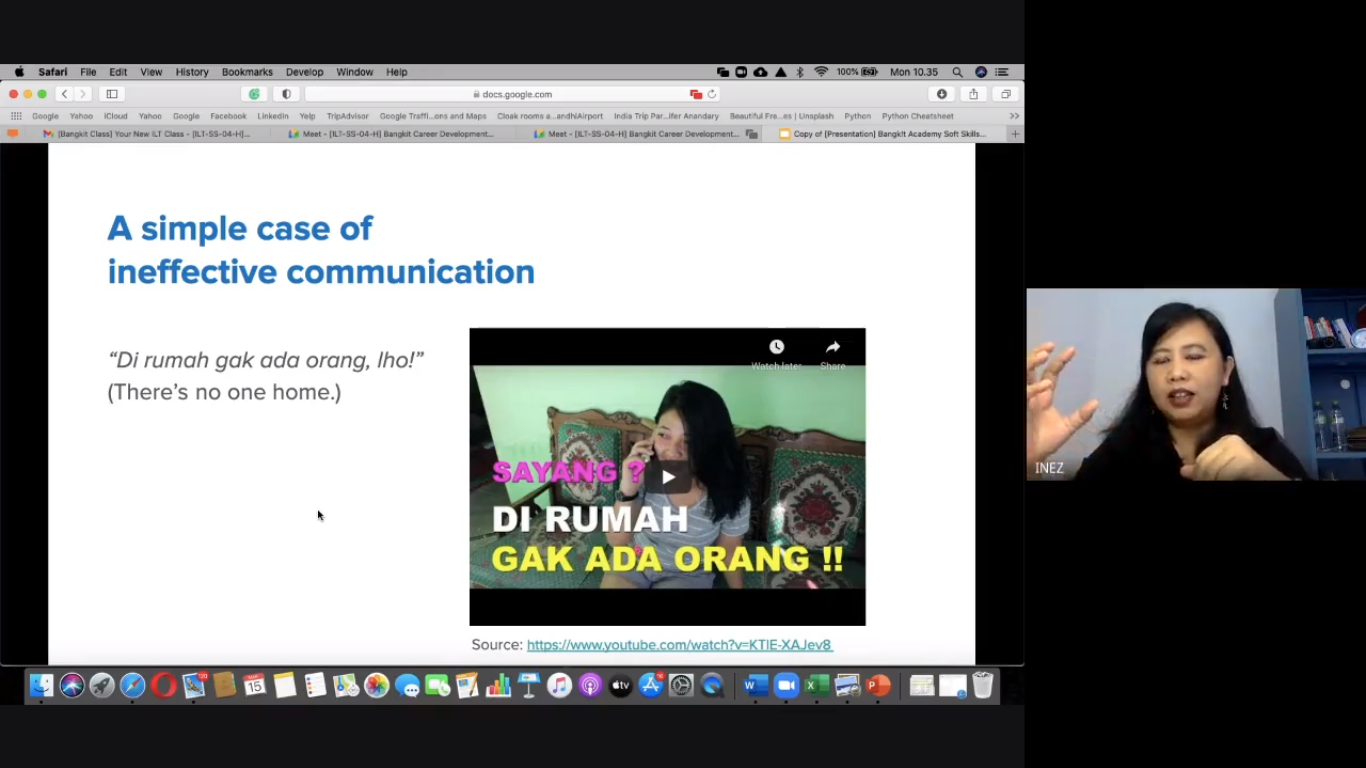 Safari File Edit View History Bookmarks Develop Window Help 100% Mon 10.35
docs.google.com
Google Yahoo iCloud Yahoo Google Facebook LinkedIn Yelp TripAdvisor Google Traffi...ons and Maps Cloak rooms a...andhiAirport India Trip Par...ifer Anandary Beautiful Fre...es | Unsplash Python Python Cheatsheet
[Bangkit Class] Your New ILT Class - [ILT-SS-04-H]... Meet - [ILT-SS-04-H] Bangkit Career Development... Meet - [ILT-SS-04-H] Bangkit Career Development... Copy of [Presentation] Bangkit Academy Soft Skills...
A simple case of
ineffective communication
“Di rumah gak ada orang, lho!”
(There’s no one home.)
Watch later Share
SAYANG ?
DI RUMAH
GAK ADA ORANG !!
Source: https://www.youtube.com/watch?v=KTlE-XAJev8
INEZ
15
tv
W X P